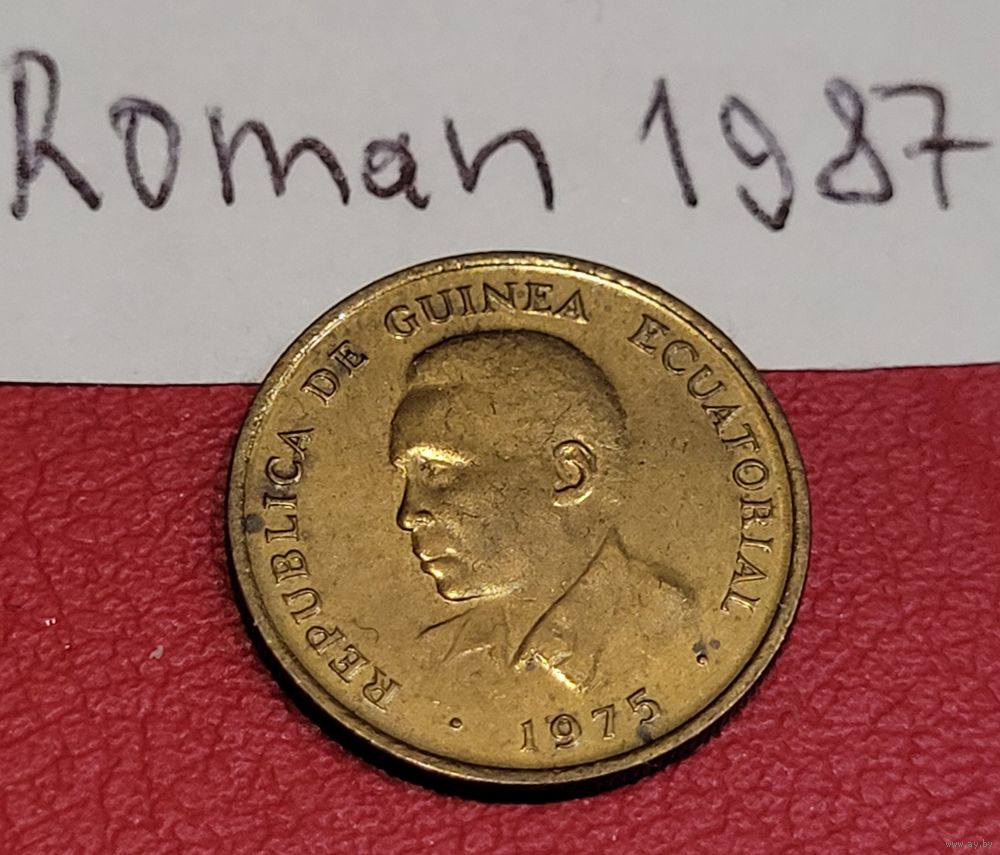 Roman 1987
REPUBLICA DE GUINEA ECUATORIAL
· 1975 ·
www.ay.by